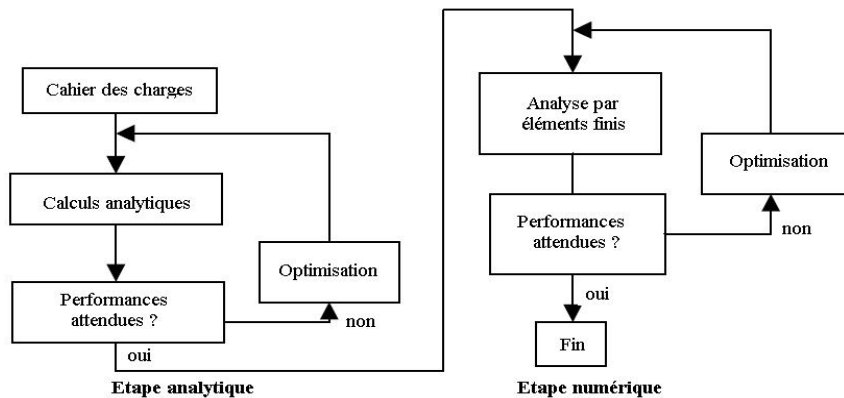 Cahier des charges
Calculs analytiques
Optimisation
Performances
attendues ?
non
oui
Etape analytique
Analyse par
éléments finis
Optimisation
Performances
attendues ?
non
oui
Fin
Etape numérique